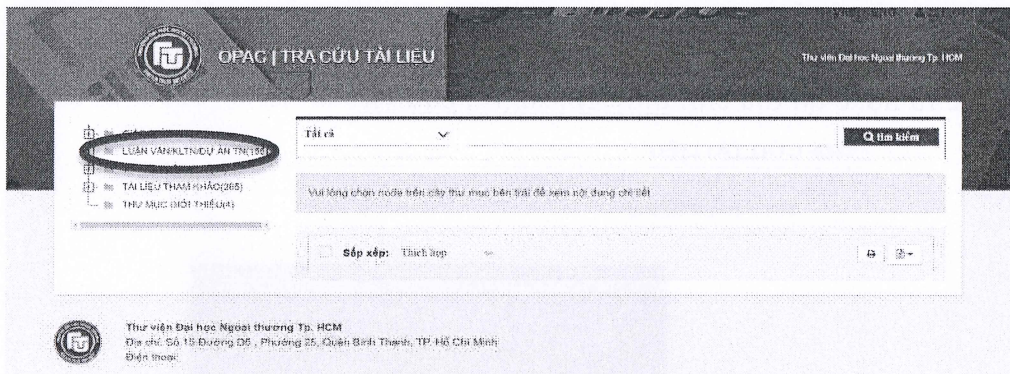 OPAC | TRA CỨU TÀI LIỆU
Thư viện Đại học Ngoại thương Tp. HCM
LUẬN VĂN/KLTN/DỰ ÁN TN
TÀI LIỆU THAM KHẢO(265)
THƯ MỤC GIỚI THIỆU(4)
Tất cả
Tìm kiếm
Vui lòng chọn node trên cây thư mục bên trái để xem nội dung chi tiết
Sắp xếp: Thích hợp
Thư viện Đại học Ngoại thương Tp. HCM
Địa chỉ: Số 15 Đường D5 , Phường 25, Quận Bình Thạnh, TP. Hồ Chí Minh
Điện thoại: